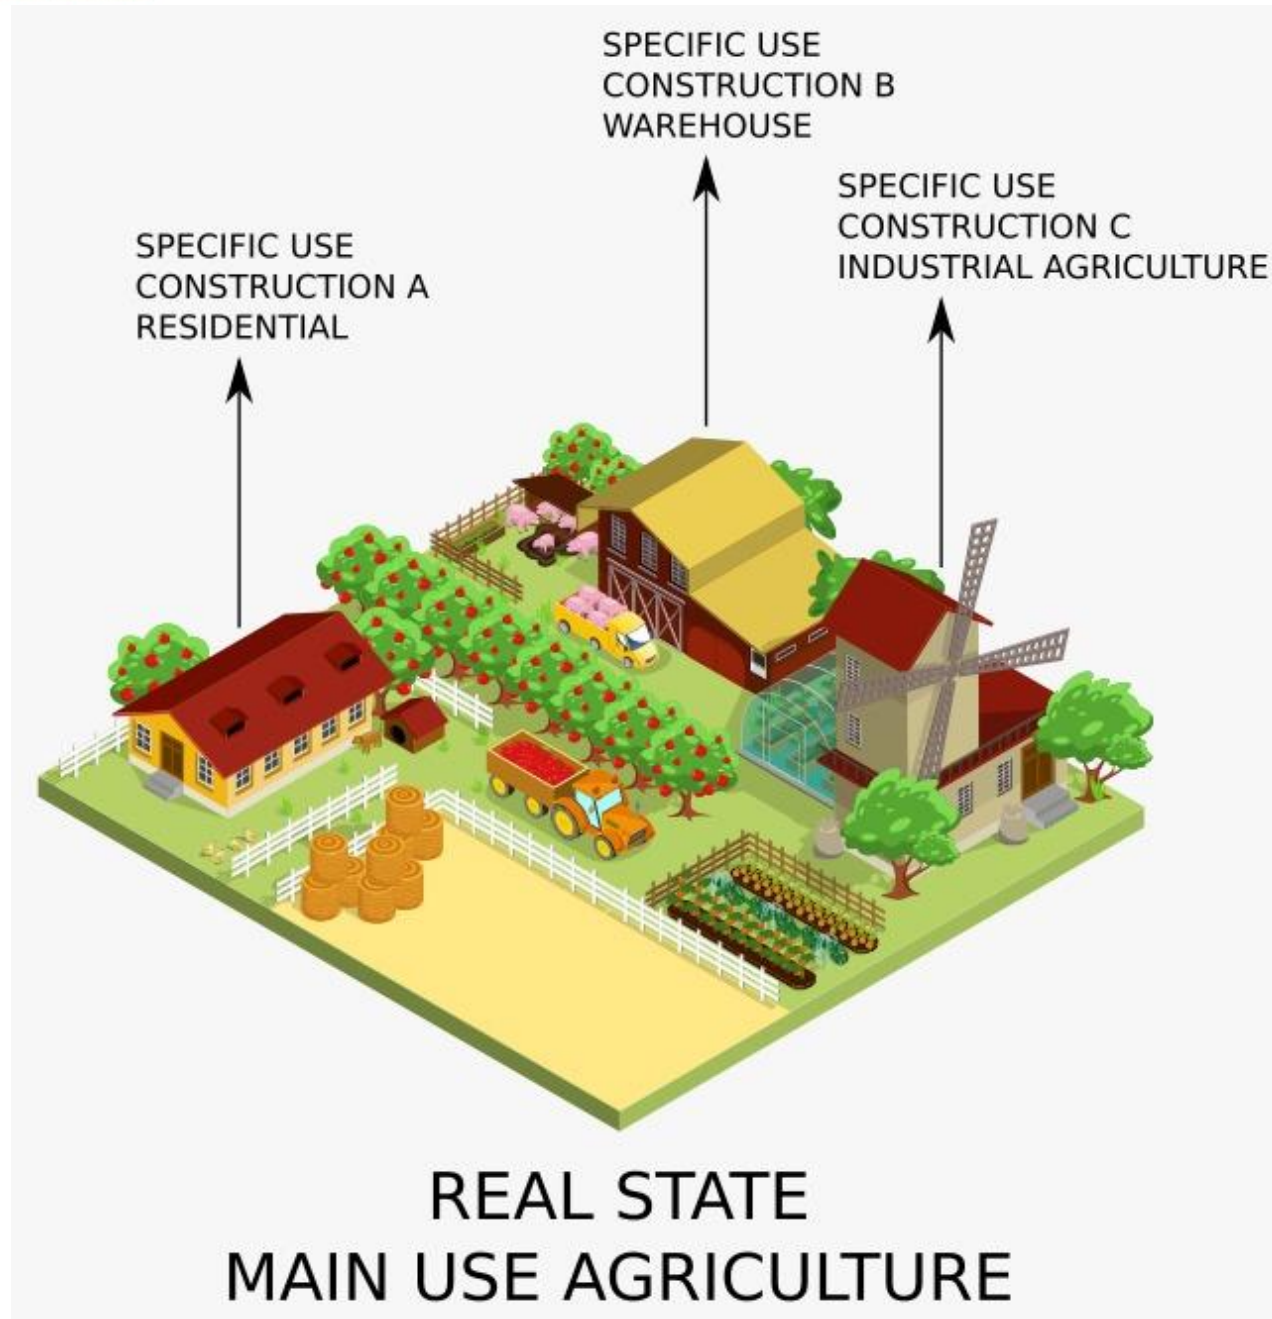 SPECIFIC USE
CONSTRUCTION B
WAREHOUSE
SPECIFIC USE
CONSTRUCTION C
INDUSTRIAL AGRICULTURE
SPECIFIC USE
CONSTRUCTION A
RESIDENTIAL
REAL STATE
MAIN USE AGRICULTURE